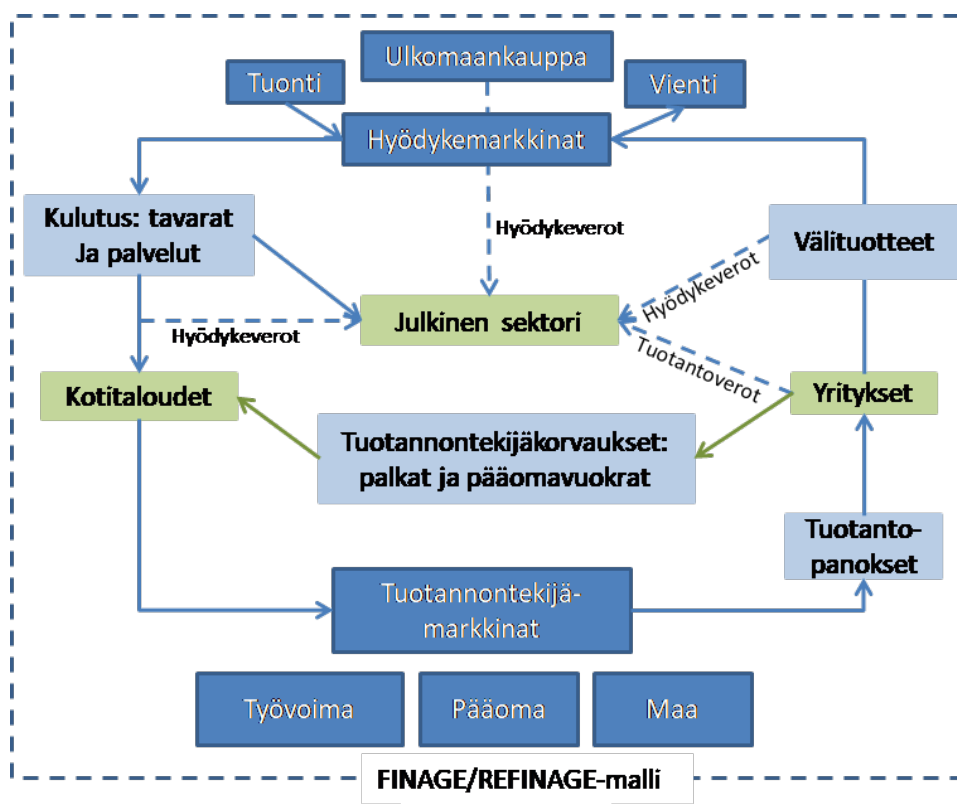 Ulkomaankauppa
Tuonti
Vienti
Hyödykemarkkinat
Kulutus: tavarat
Ja palvelut
Hyödykeverot
Välituotteet
Hyödykeverot
Julkinen sektori
Hyödykeverot
Tuotantoverot
Kotitaloudet
Yritykset
Tuotannontekijäkorvaukset:
palkat ja pääomavuokrat
Tuotanto-
panokset
Tuotannontekijä-
markkinat
Työvoima
Pääoma
Maa
FINAGE/REFINAGE-malli